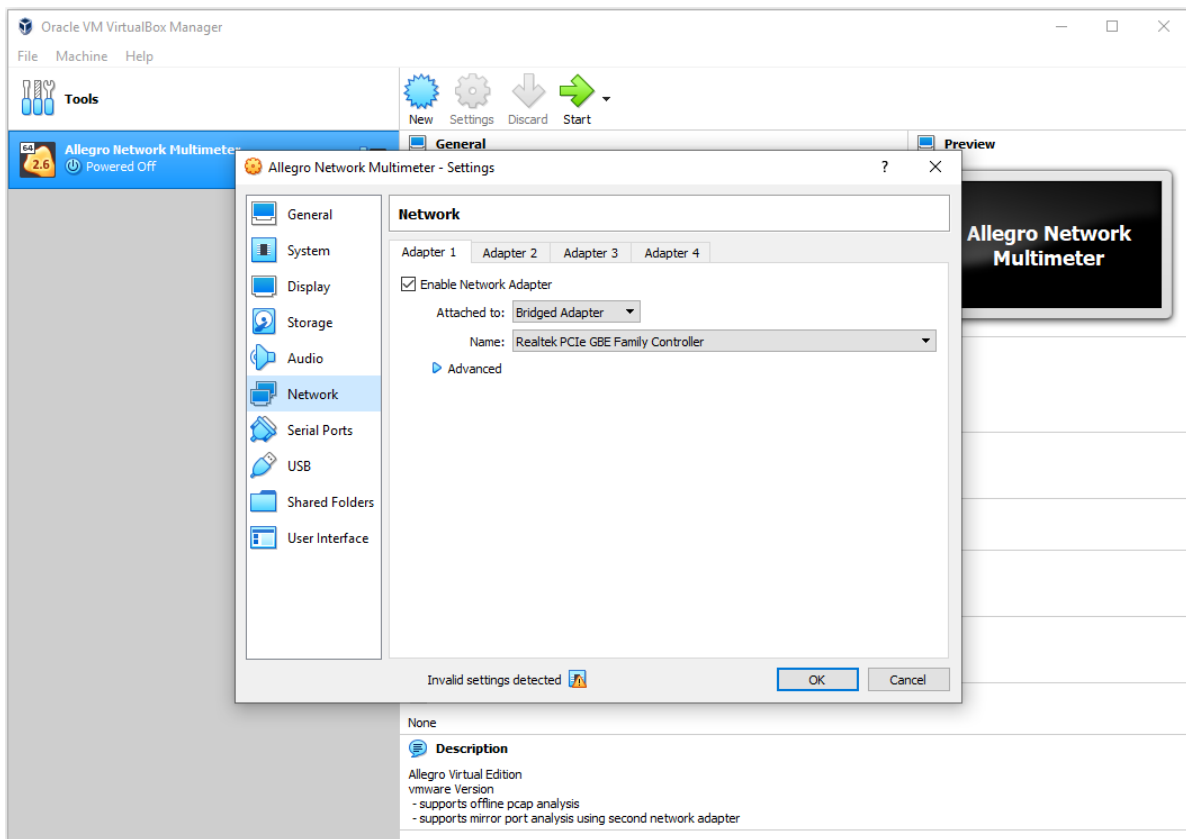 Oracle VM VirtualBox Manager
File Machine Help
Tools
New Settings Discard Start
64
2.6
Allegro Network Multimeter
Powered Off
General
Preview
Allegro Network
Multimeter
Allegro Network Multimeter - Settings
?
General
System
Display
Storage
Audio
Network
Serial Ports
USB
Shared Folders
User Interface
Network
Adapter 1 Adapter 2 Adapter 3 Adapter 4
Enable Network Adapter
Attached to: Bridged Adapter
Name: Realtek PCIe GBE Family Controller
Advanced
Invalid settings detected
OK Cancel
None
Description
Allegro Virtual Edition
vmware Version
- supports offline pcap analysis
- supports mirror port analysis using second network adapter